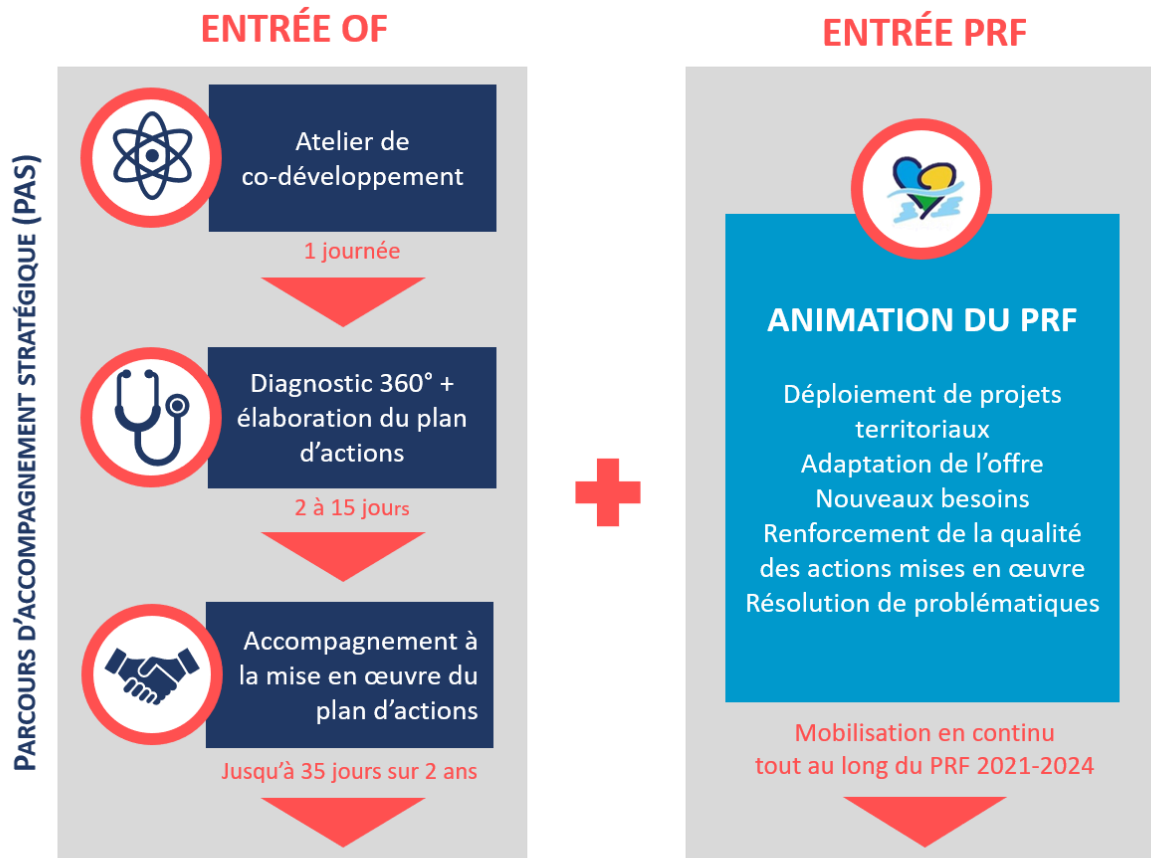 ENTRÉE OF
PARCOURS D’ACCOMPAGNEMENT STRATÉGIQUE (PAS)
Atelier de
co-développement
1 journée
Diagnostic 360° +
élaboration du plan
d’actions
2 à 15 jours
Accompagnement à
la mise en œuvre du
plan d’actions
Jusqu’à 35 jours sur 2 ans
ENTRÉE PRF
ANIMATION DU PRF
Déploiement de projets
territoriaux
Adaptation de l’offre
Nouveaux besoins
Renforcement de la qualité
des actions mises en œuvre
Résolution de problématiques
Mobilisation en continu
tout au long du PRF 2021-2024